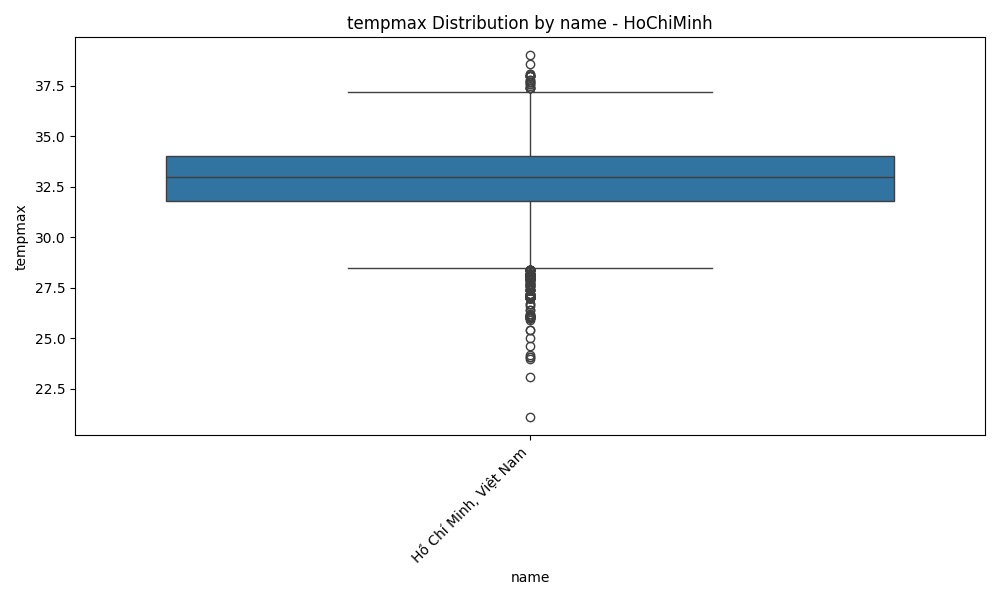 tempmax Distribution by name - HoChiMinh
tempmax
37.5
35.0
32.5
30.0
27.5
25.0
22.5
Hồ Chí Minh, Việt Nam
name